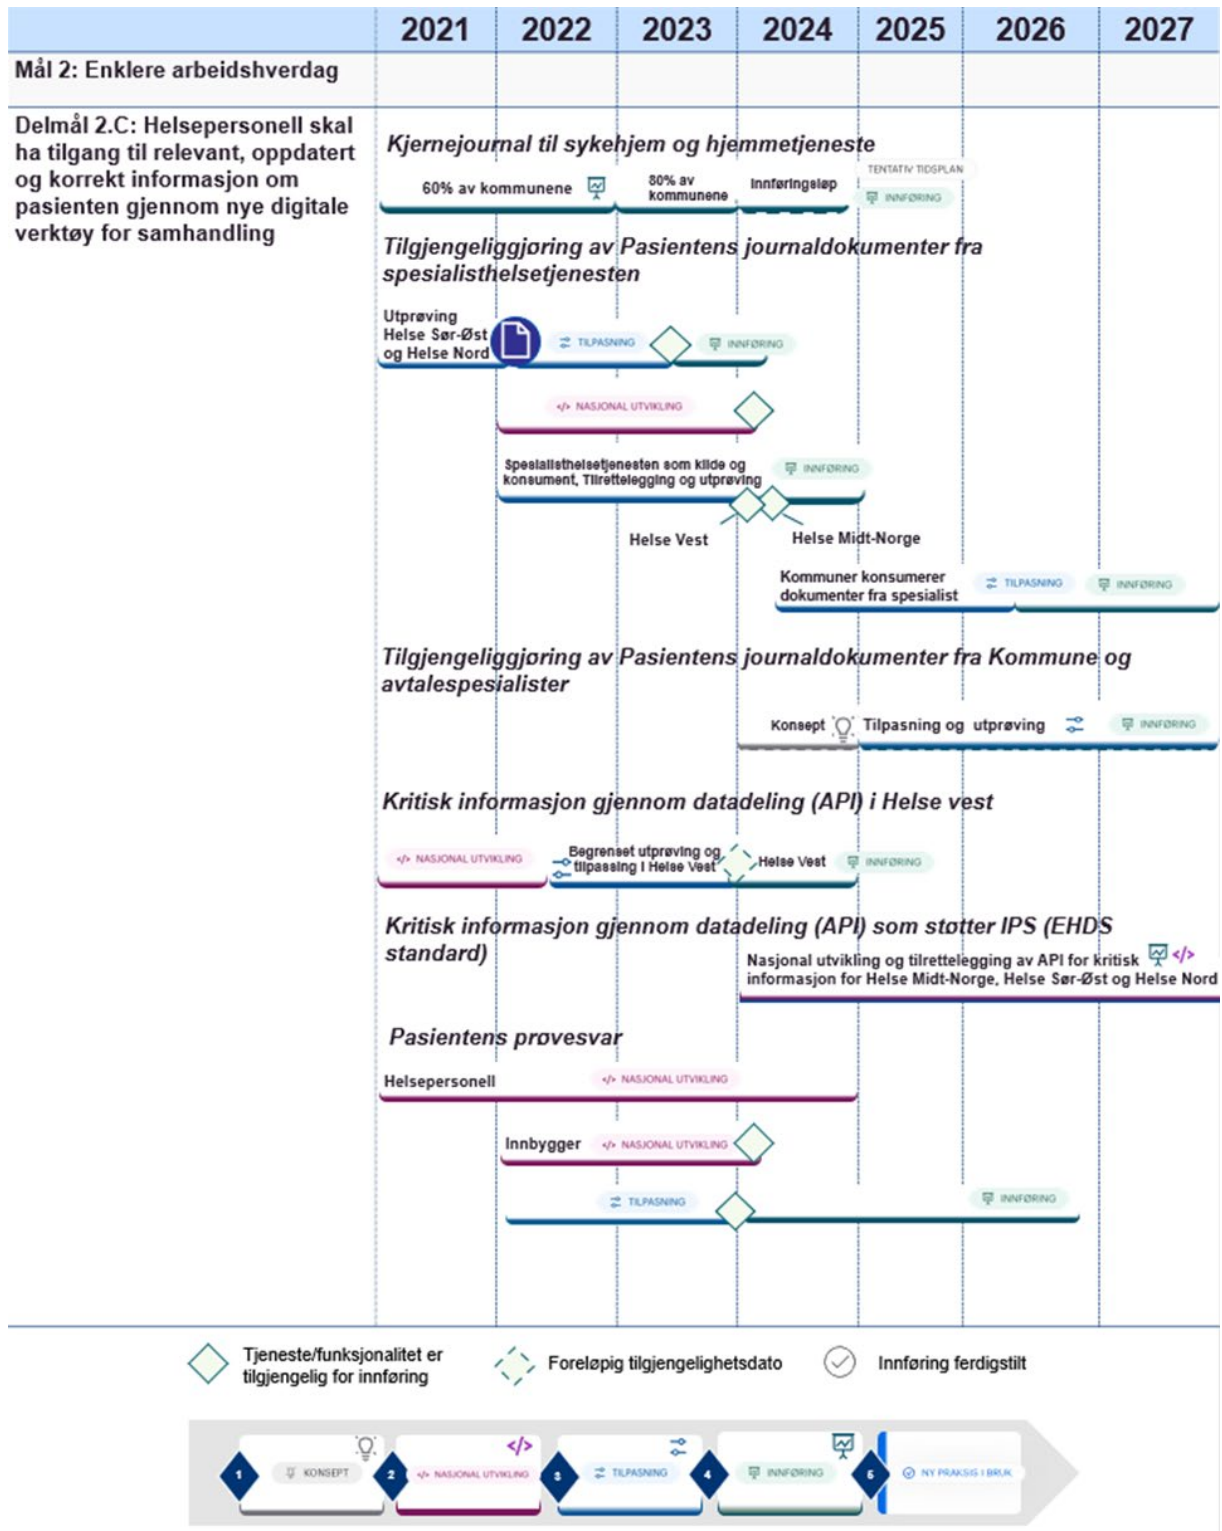 2021 2022 2023 2024 2025 2026 2027
Mål 2: Enklere arbeidshverdag
Delmål 2.C: Helsepersonell skal
ha tilgang til relevant, oppdatert
og korrekt informasjon om
pasienten gjennom nye digitale
verktøy for samhandling
Kjernejournal til sykehjem og hjemmetjeneste
60% av kommunene
80% av
kommunene
Innføringsløp
TENTATIV TIDSPLAN
INNFØRING
Tilgjengeliggjøring av Pasientens journaldokumenter fra
spesialisthelsetjenesten
Utprøving
Helse Sør-Øst
og Helse Nord
TILPASNING
INNFØRING
</> NASJONAL UTVIKLING
Spesialisthelsetjenesten som kilde og
konsument, Tilrettelegging og utprøving
INNFØRING
Helse Vest
Helse Midt-Norge
Kommuner konsumerer
dokumenter fra spesialist
TILPASNING
INNFØRING
Tilgjengeliggjøring av Pasientens journaldokumenter fra Kommune og
avtalespesialister
Konsept
Tilpasning og utprøving
INNFØRING
Kritisk informasjon gjennom datadeling (API) i Helse vest
</> NASJONAL UTVIKLING
Begrenset utprøving og
tilpassing i Helse Vest
Helse Vest
INNFØRING
Kritisk informasjon gjennom datadeling (API) som støtter IPS (EHDS
standard)
Nasjonal utvikling og tilrettelegging av API for kritisk </>
informasjon for Helse Midt-Norge, Helse Sør-Øst og Helse Nord
Pasientens prøvesvar
Helsepersonell
</> NASJONAL UTVIKLING
Innbygger
</> NASJONAL UTVIKLING
TILPASNING
INNFØRING
Tjeneste/funksjonalitet er
tilgjengelig for innføring
Foreløpig tilgjengelighetsdato
Innføring ferdigstilt
1 KONSEPT
</>
2 </> NASJONAL UTVIKLING
3 TILPASNING
4 INNFØRING
5 NY PRAKSIS I BRUK